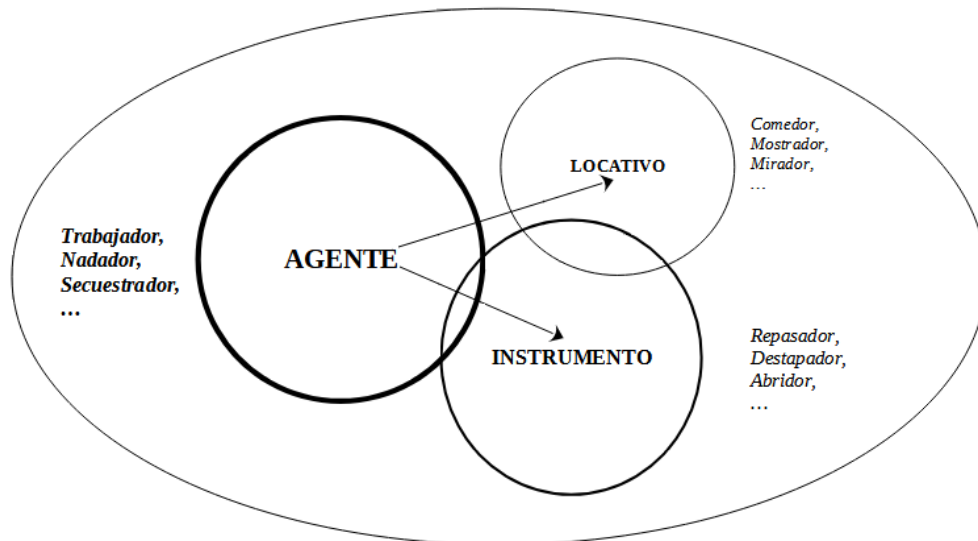 Comedor,
Mostrador,
Mirador,
…
LOCATIVO
Trabajador,
Nadador,
Secuestrador,
…
AGENTE
INSTRUMENTO
Repasador,
Destapador,
Abridor,
…